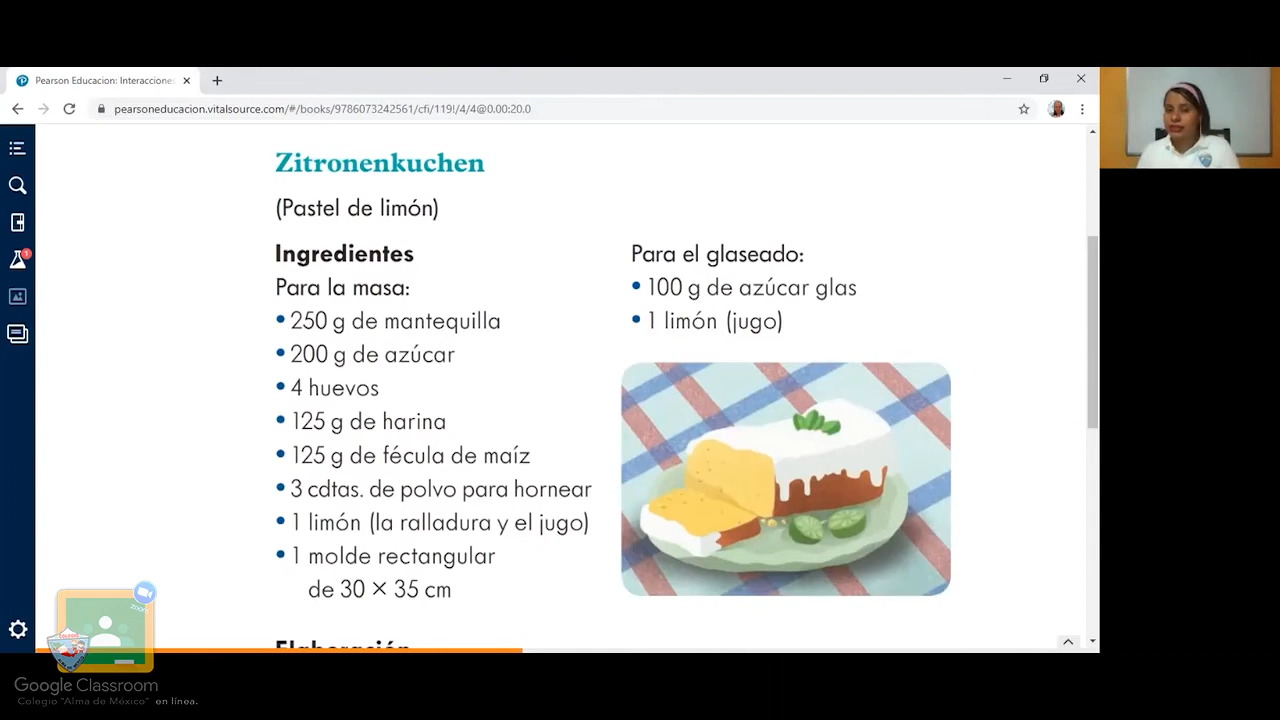 Pearson Educacion: Interaccione
pearsoneducacion.vitalsource.com/#/books/9786073242561/cfi/119!/4/4@0.00:20.0
Zitronenkuchen
(Pastel de limón)
Ingredientes
Para la masa:
• 250 g de mantequilla
• 200 g de azúcar
• 4 huevos
• 125 g de harina
• 125 g de fécula de maíz
• 3 cdtas. de polvo para hornear
• 1 limón (la ralladura y el jugo)
• 1 molde rectangular
de 30 × 35 cm
Para el glaseado:
• 100 g de azúcar glas
• 1 limón (jugo)
Elaboración
1
zoom
COLEGIO
Google Classroom
Colegio "Alma de México" en línea.